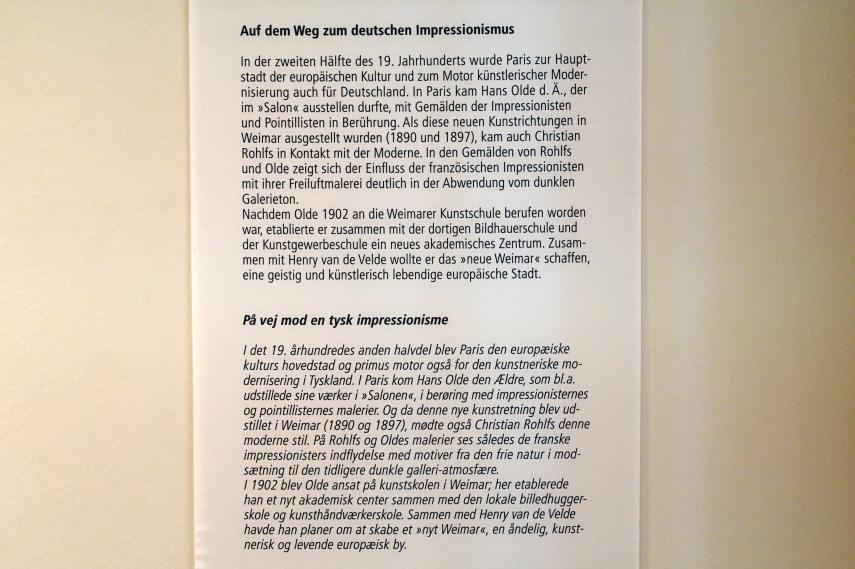 Auf dem Weg zum deutschen Impressionismus
In der zweiten Hälfte des 19. Jahrhunderts wurde Paris zur Haupt-
stadt der europäischen Kultur und zum Motor künstlerischer Moder-
nisierung auch für Deutschland. In Paris kam Hans Olde d. Ä., der
im »Salon« ausstellen durfte, mit Gemälden der Impressionisten
und Pointillisten in Berührung. Als diese neuen Kunstrichtungen in
Weimar ausgestellt wurden (1890 und 1897), kam auch Christian
Rohlfs in Kontakt mit der Moderne. In den Gemälden von Rohlfs
und Olde zeigt sich der Einfluss der französischen Impressionisten
mit ihrer Freiluftmalerei deutlich in der Abwendung vom dunklen
Galerieton.
Nachdem Olde 1902 an die Weimarer Kunstschule berufen worden
war, etablierte er zusammen mit der dortigen Bildhauerschule und
der Kunstgewerbeschule ein neues akademisches Zentrum. Zusam-
men mit Henry van de Velde wollte er das »neue Weimar« schaffen,
eine geistig und künstlerisch lebendige europäische Stadt.
På vej mod en tysk impressionisme
I det 19. århundredes anden halvdel blev Paris den europæiske
kulturs hovedstad og primus motor også for den kunstneriske mo-
dernisering i Tyskland. I Paris kom Hans Olde den Ældre, som bl.a.
udstillede sine værker i »Salonen«, i berøring med impressionisternes
og pointillisternes malerier. Og da denne nye kunstretning blev ud-
stillet i Weimar (1890 og 1897), mødte også Christian Rohlfs denne
moderne stil. På Rohlfs og Oldes malerier ses således de franske
impressionisters indflydelse med motiver fra den frie natur i mod-
sætning til den tidligere dunkle galleri-atmosfære.
I 1902 blev Olde ansat på kunstskolen i Weimar; her etablerede
han et nyt akademisk center sammen med den lokale billedhugger-
skole og kunsthåndværkerskole. Sammen med Henry van de Velde
havde han planer om at skabe et »nyt Weimar«, en åndelig, kunst-
nerisk og levende europæisk by.